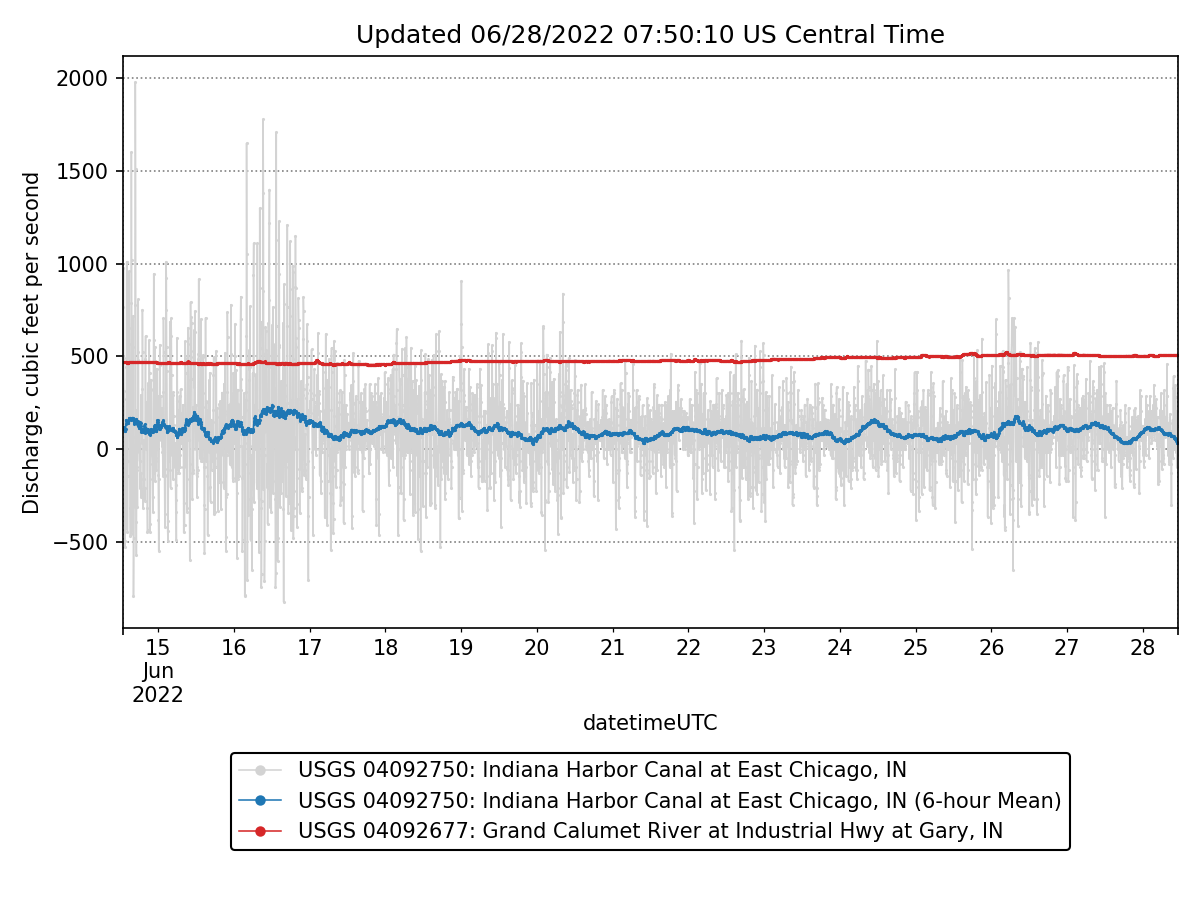 Updated 06/28/2022 07:50:10 US Central Time
2000
1500
1000
500
0
−500
Discharge, cubic feet per second
15 16 17 18 19 20 21 22 23 24 25 26 27 28
Jun
2022
datetimeUTC
USGS 04092750: Indiana Harbor Canal at East Chicago, IN
USGS 04092750: Indiana Harbor Canal at East Chicago, IN (6-hour Mean)
USGS 04092677: Grand Calumet River at Industrial Hwy at Gary, IN